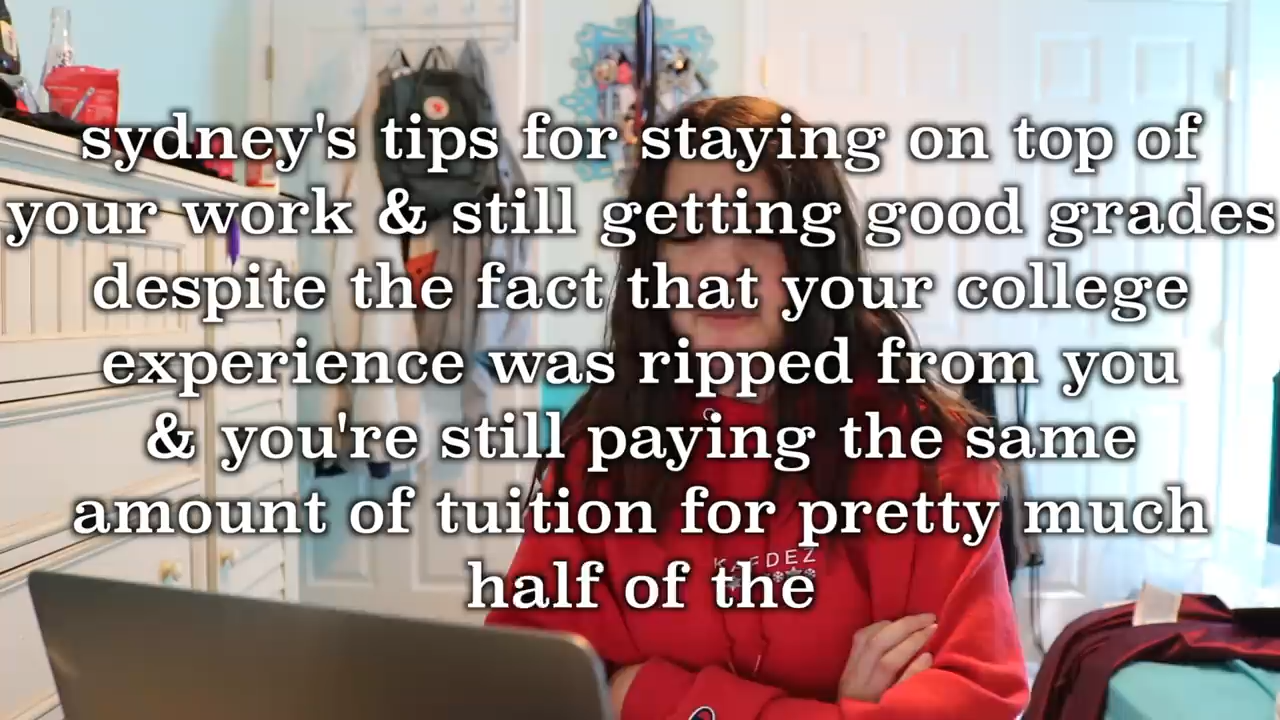 sydney's tips for staying on top of
your work & still getting good grades
despite the fact that your college
experience was ripped from you
& you're still paying the same
amount of tuition for pretty much
half of the